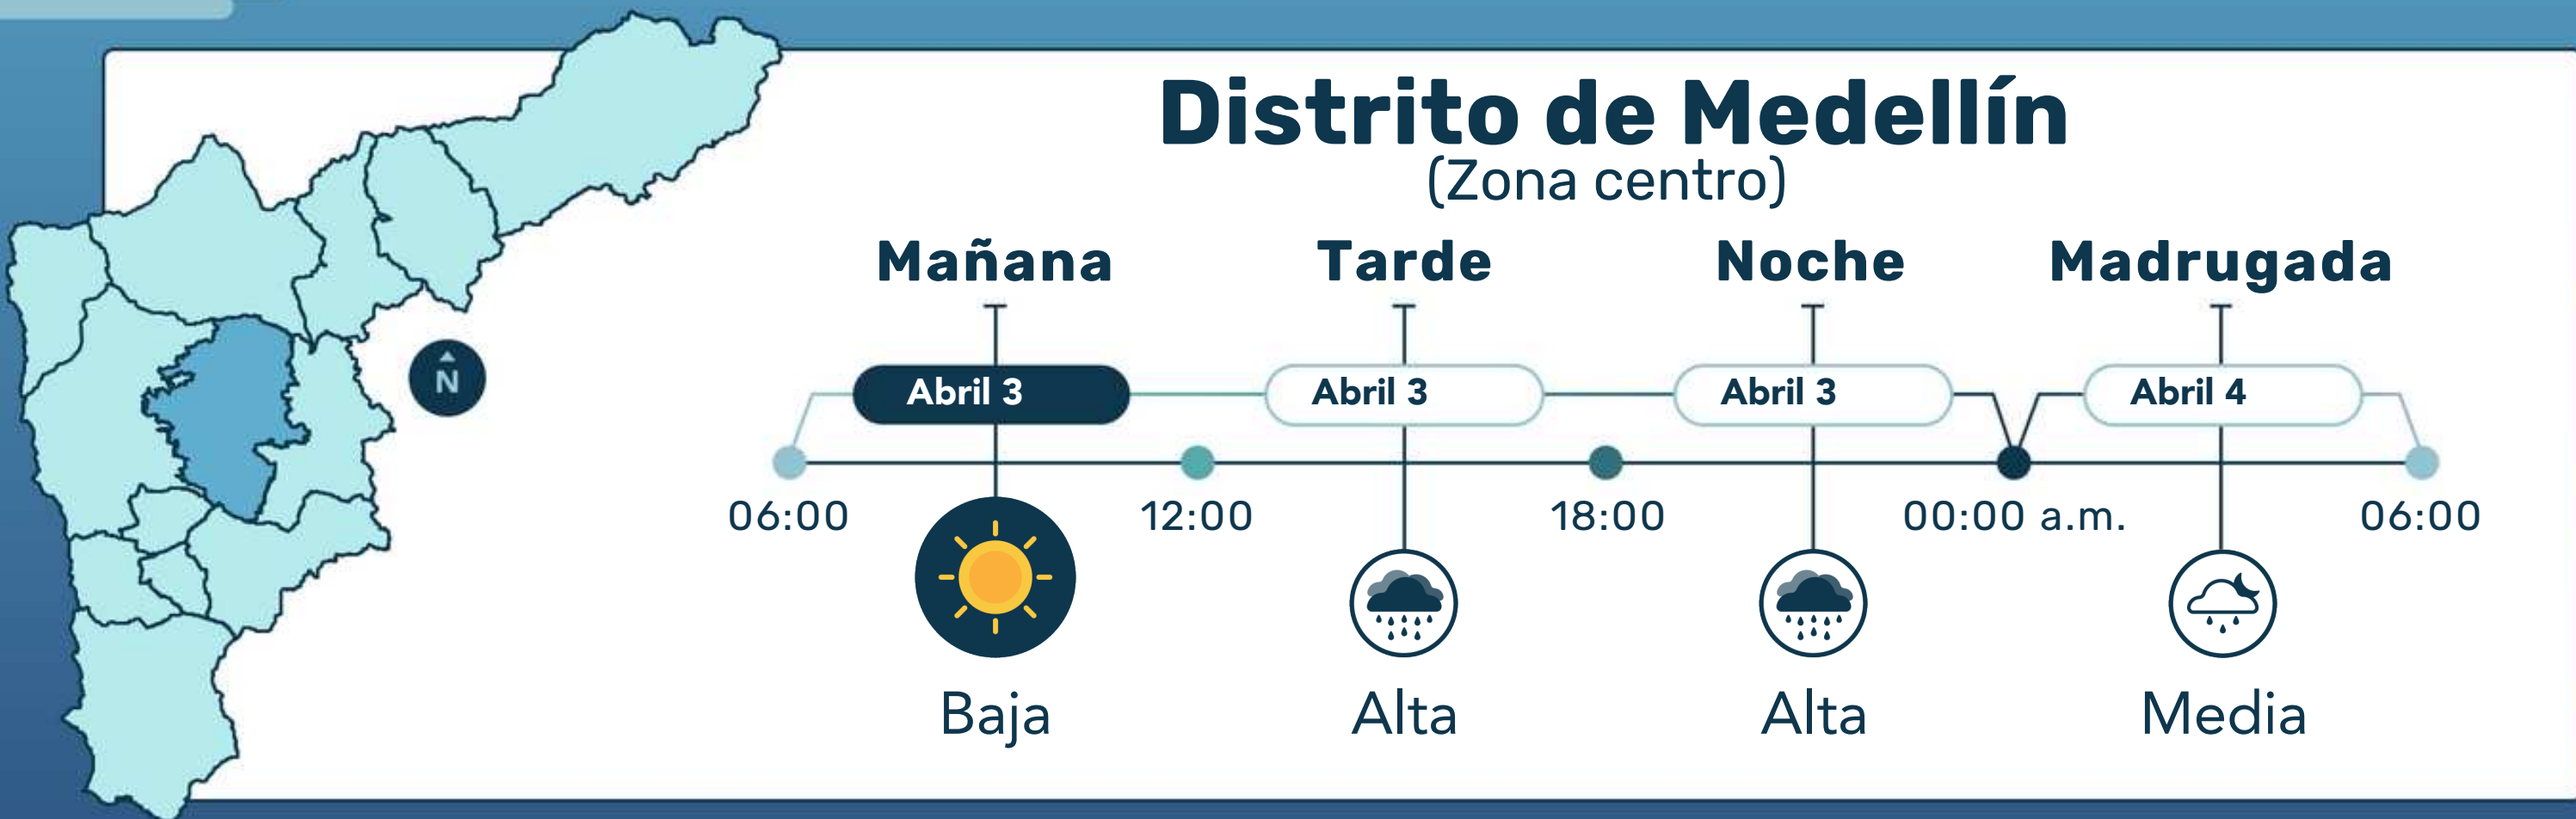 Distrito de Medellín
(Zona centro)
Mañana Tarde Noche Madrugada
Abril 3 Abril 3 Abril 3 Abril 4
N
06:00 12:00 18:00 00:00 a.m. 06:00
Baja Alta Alta Media